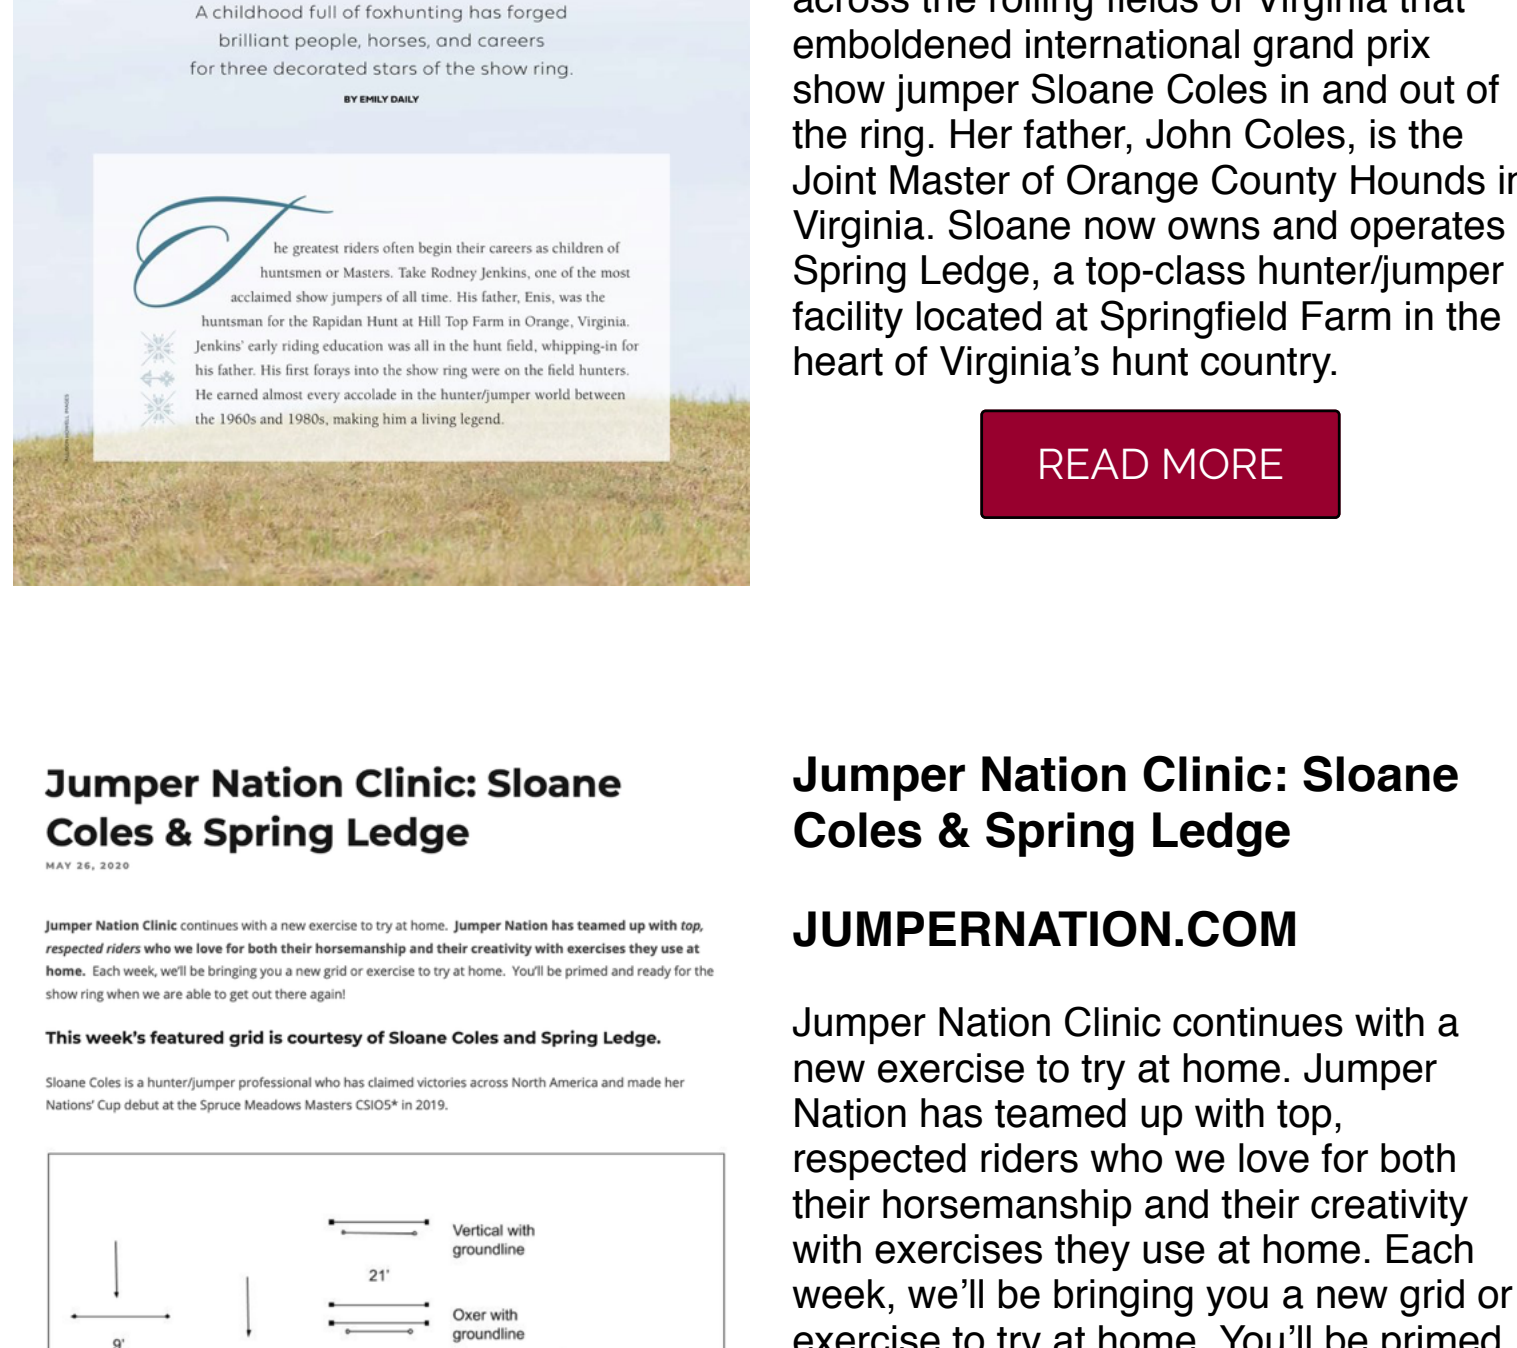 A childhood full of foxhunting has forged
brilliant people, horses, and careers
for three decorated stars of the show ring.
BY EMILY DAILY
The greatest riders often begin their careers as children of
huntsmen or Masters. Take Rodney Jenkins, one of the most
acclaimed show jumpers of all time. His father, Enis, was the
huntsman for the Rapidan Hunt at Hill Top Farm in Orange, Virginia.
Jenkins' early riding education was all in the hunt field, whipping-in for
his father. His first forays into the show ring were on the field hunters.
He earned almost every accolade in the hunter/jumper world between
the 1960s and 1980s, making him a living legend.
across the rolling fields of Virginia that
emboldened international grand prix
show jumper Sloane Coles in and out of
the ring. Her father, John Coles, is the
Joint Master of Orange County Hounds in
Virginia. Sloane now owns and operates
Spring Ledge, a top-class hunter/jumper
facility located at Springfield Farm in the
heart of Virginia’s hunt country.
READ MORE
Jumper Nation Clinic: Sloane
Coles & Spring Ledge
MAY 26, 2020
Jumper Nation Clinic continues with a new exercise to try at home. Jumper Nation has teamed up with top,
respected riders who we love for both their horsemanship and their creativity with exercises they use at
home. Each week, we’ll be bringing you a new grid or exercise to try at home. You’ll be primed and ready for the
show ring when we are able to get out there again!
This week’s featured grid is courtesy of Sloane Coles and Spring Ledge.
Sloane Coles is a hunter/jumper professional who has claimed victories across North America and made her
Nations’ Cup debut at the Spruce Meadows Masters CSIO5* in 2019.
Vertical with
groundline
21'
Oxer with
groundline
9'
Jumper Nation Clinic: Sloane
Coles & Spring Ledge
JUMPERNATION.COM
Jumper Nation Clinic continues with a
new exercise to try at home. Jumper
Nation has teamed up with top,
respected riders who we love for both
their horsemanship and their creativity
with exercises they use at home. Each
week, we’ll be bringing you a new grid or
exercise to try at home. You’ll be primed